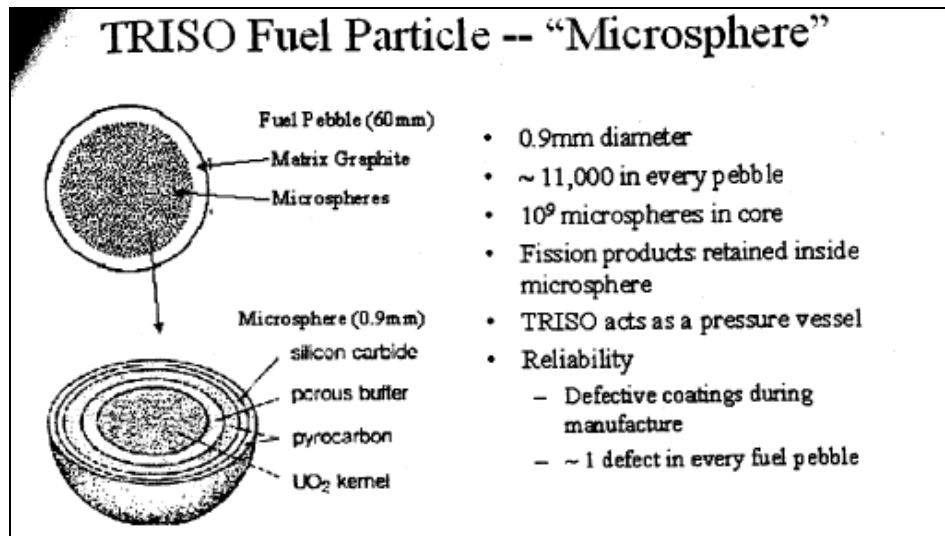 TRISO Fuel Particle -- “Microsphere”
Fuel Pebble (60mm)
Matrix Graphite
Microspheres
Microsphere (0.9mm)
silicon carbide
porous buffer
pyrocarbon
UO₂ kernel
• 0.9mm diameter
• ~ 11,000 in every pebble
• 10⁹ microspheres in core
• Fission products retained inside
microsphere
• TRISO acts as a pressure vessel
• Reliability
– Defective coatings during
manufacture
– ~ 1 defect in every fuel pebble